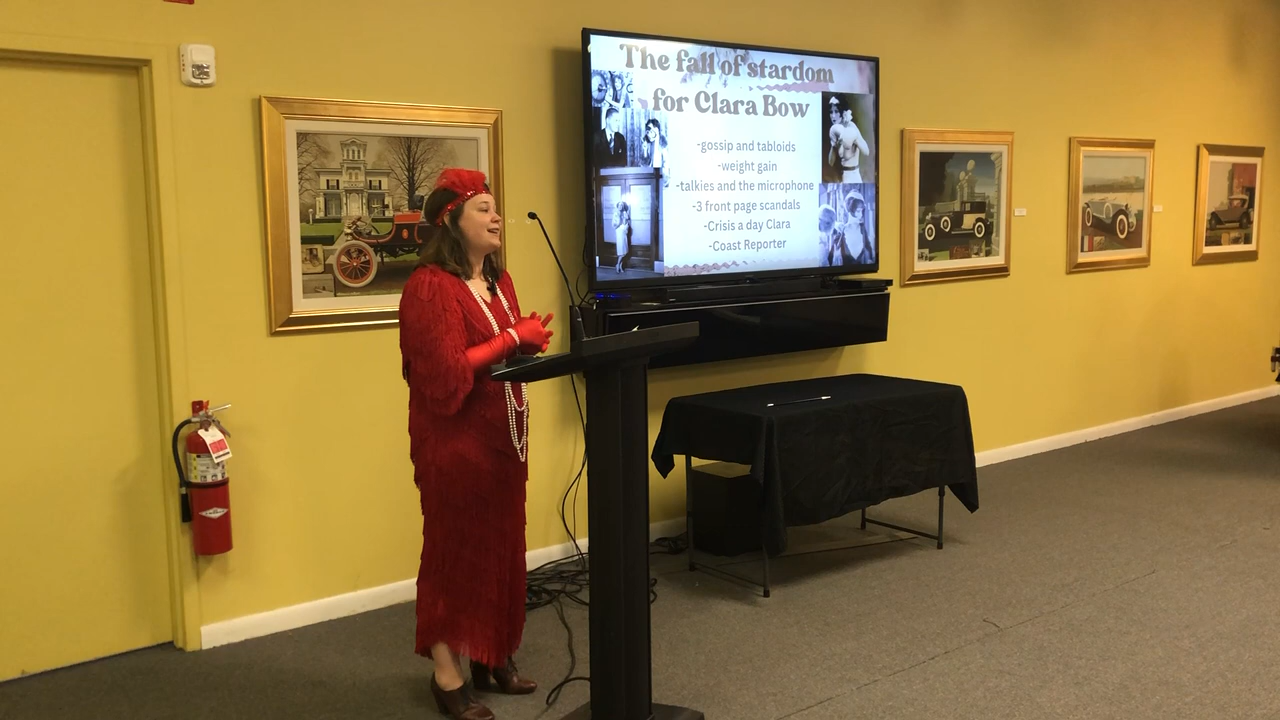 The fall of stardom
for Clara Bow
-gossip and tabloids
-weight gain
-talkies and the microphone
-3 front page scandals
-Crisis a day Clara
-Coast Reporter